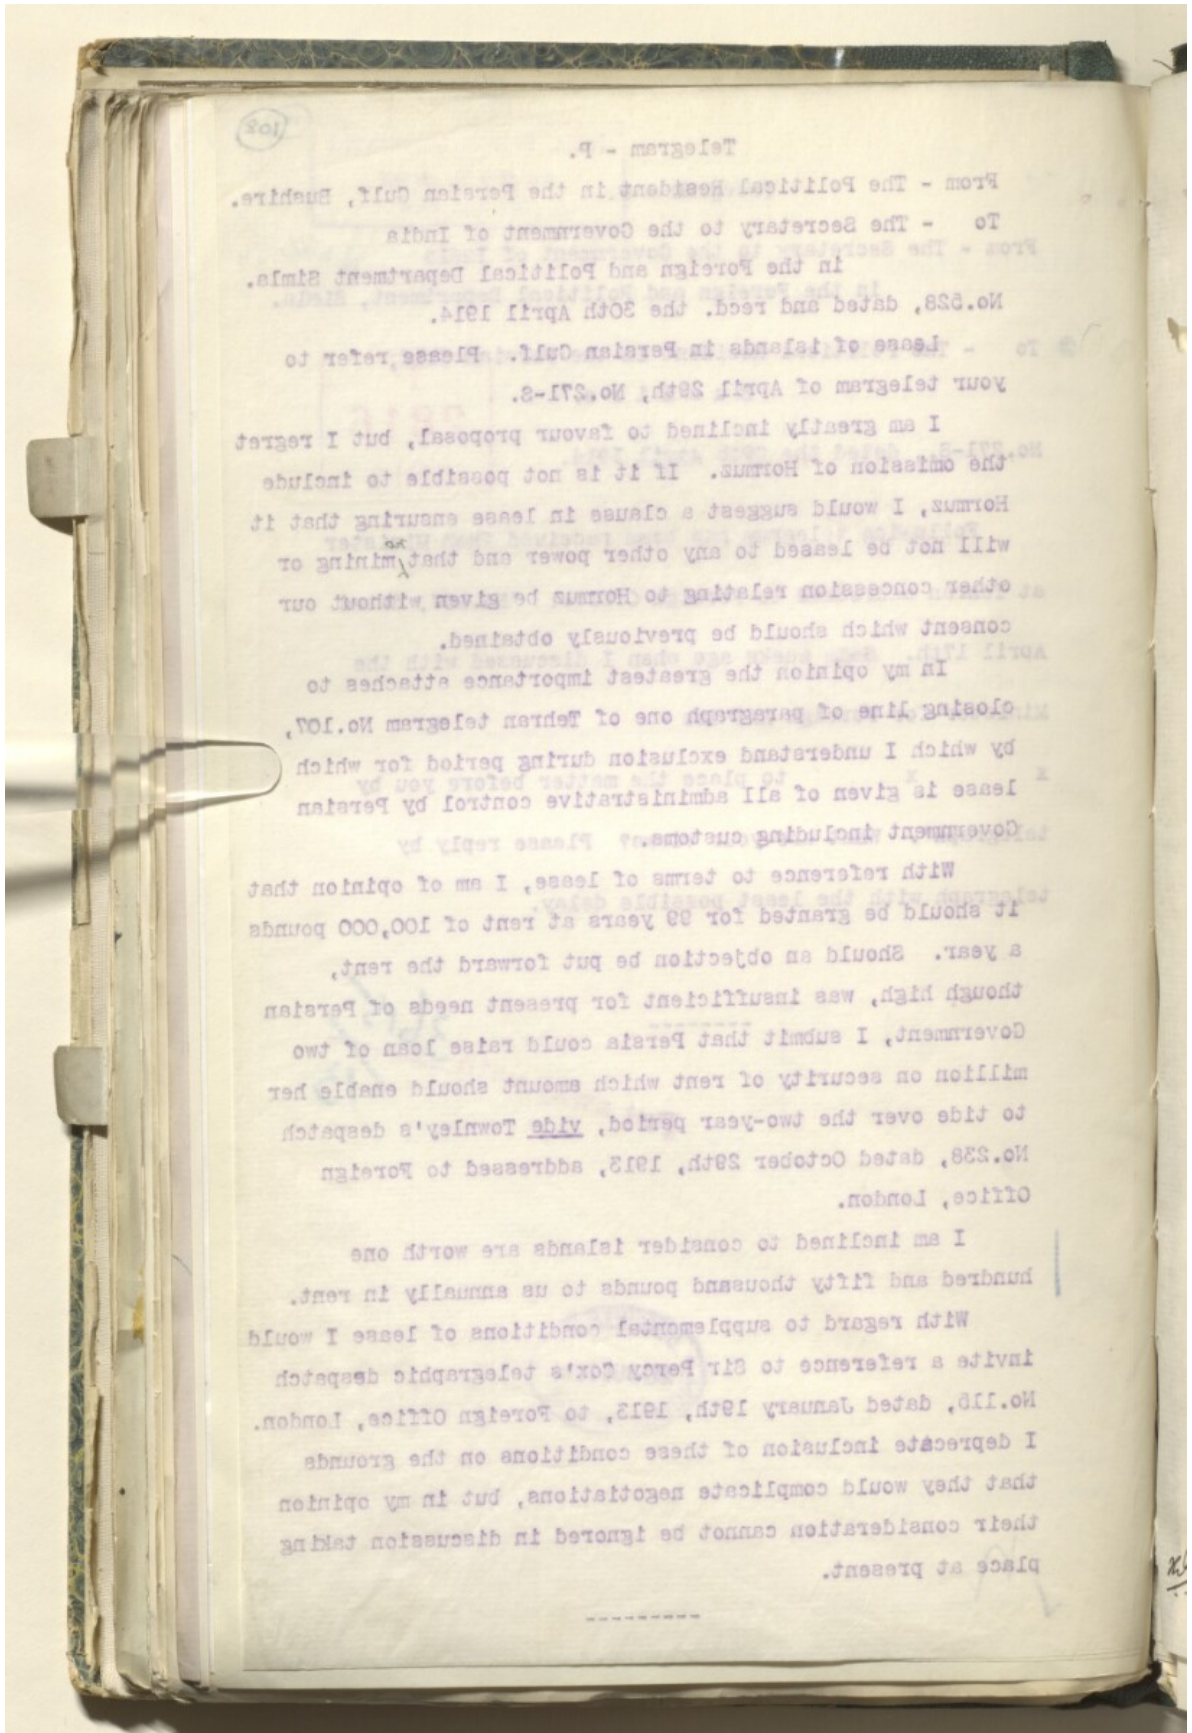 Telegram - P.
From - The Political Resident in the Persian Gulf, Bushire.
To - The Secretary to the Government of India
in the Foreign and Political Department Simla.
No.528, dated and recd. the 30th April 1914.
Lease of islands in Persian Gulf. Please refer to
your telegram of April 29th, No.271-S.
I am greatly inclined to favour proposal, but I regret
the omission of Hormuz. If it is not possible to include
Hormuz, I would suggest a clause in lease ensuring that it
will not be leased to any other power and that no mining or
other concession relating to Hormuz be given without our
consent which should be previously obtained.
In my opinion the greatest importance attaches to
closing line of paragraph one of Tehran telegram No.107,
by which I understand exclusion during period for which
lease is given of all administrative control by Persian
Government including customs.
With reference to terms of lease, I am of opinion that
it should be granted for 99 years at rent of 100,000 pounds
a year. Should an objection be put forward the rent,
though high, was insufficient for present needs of Persian
Government, I submit that Persia could raise loan of two
million on security of rent which amount should enable her
to tide over the two-year period, vide Townley's despatch
No.238, dated October 29th, 1913, addressed to Foreign
Office, London.
I am inclined to consider islands are worth one
hundred and fifty thousand pounds to us annually in rent.
With regard to supplemental conditions of lease I would
invite a reference to Sir Percy Cox's telegraphic despatch
No.115, dated January 19th, 1913, to Foreign Office, London.
I deprecate inclusion of these conditions on the grounds
that they would complicate negotiations, but in my opinion
their consideration cannot be ignored in discussion taking
place at present.
---------